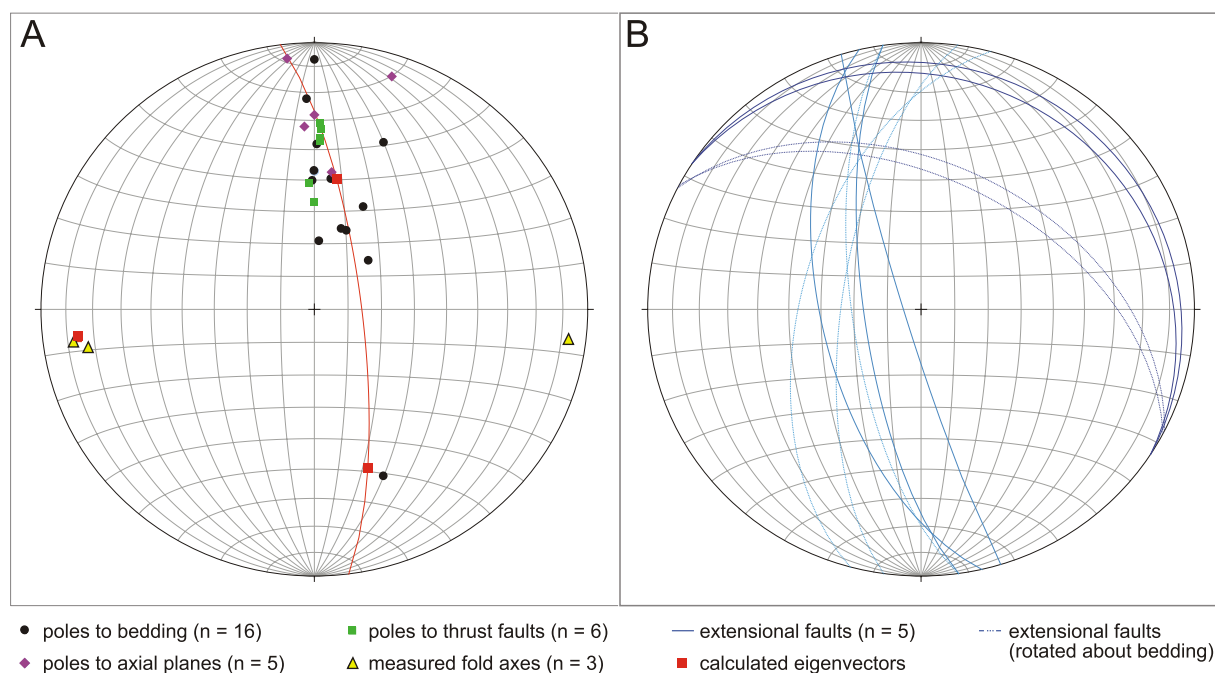 A
B
poles to bedding (n = 16)
poles to thrust faults (n = 6)
extensional faults (n = 5)
extensional faults
(rotated about bedding)
poles to axial planes (n = 5)
measured fold axes (n = 3)
calculated eigenvectors